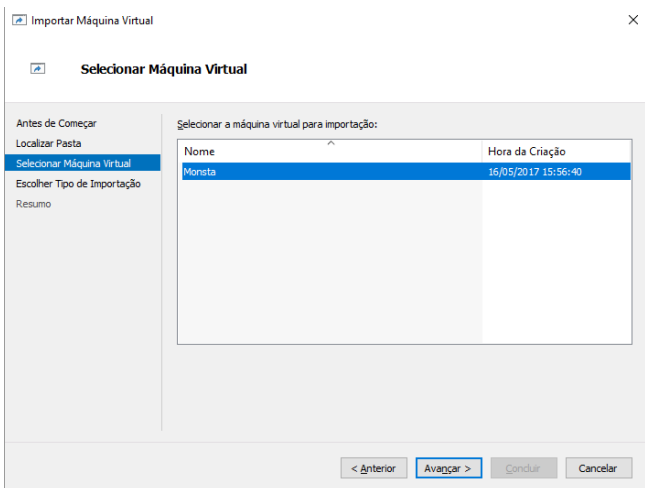 Importar Máquina Virtual
Selecionar Máquina Virtual
Antes de Começar
Localizar Pasta
Selecionar Máquina Virtual
Escolher Tipo de Importação
Resumo
Selecionar a máquina virtual para importação:
Nome Hora da Criação
Monsta 16/05/2017 15:56:40
< Anterior Avançar > Concluir Cancelar